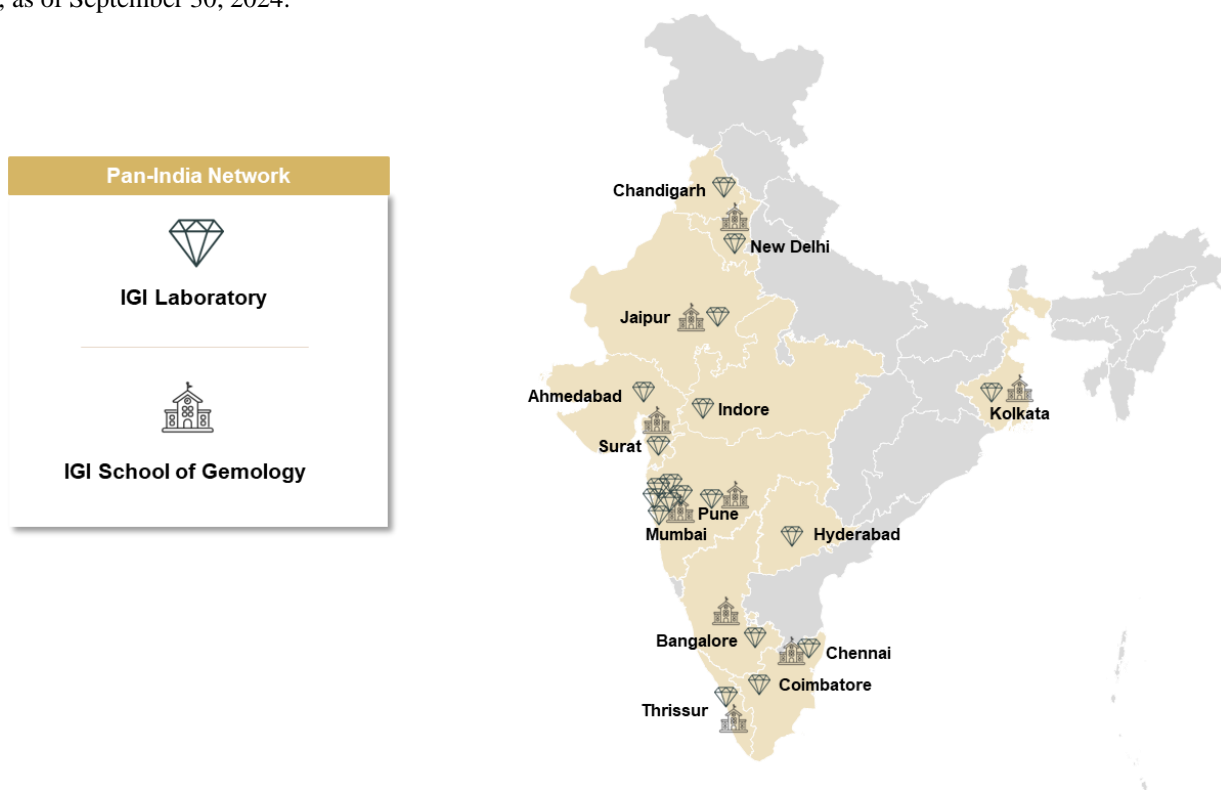 , as of September 30, 2024.
Pan-India Network
IGI Laboratory
IGI School of Gemology
Chandigarh
New Delhi
Jaipur
Ahmedabad
Indore
Kolkata
Surat
Pune
Mumbai
Hyderabad
Bangalore
Chennai
Coimbatore
Thrissur